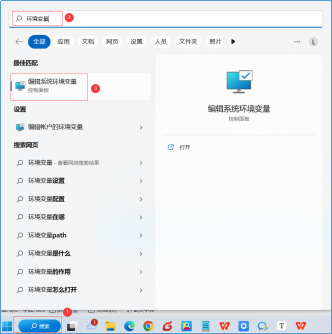 环境变量
2
全部 应用 文档 网页 设置 人员 文件夹 照片
L
最佳匹配
编辑系统环境变量
控制面板
3
设置
编辑帐户的环境变量
搜索网页
环境变量 - 查看网络搜索结果
环境变量设置
环境变量配置
环境变量在哪
环境变量path
环境变量是什么
环境变量的作用
环境变量怎么打开
编辑系统环境变量
控制面板
打开
1
搜索